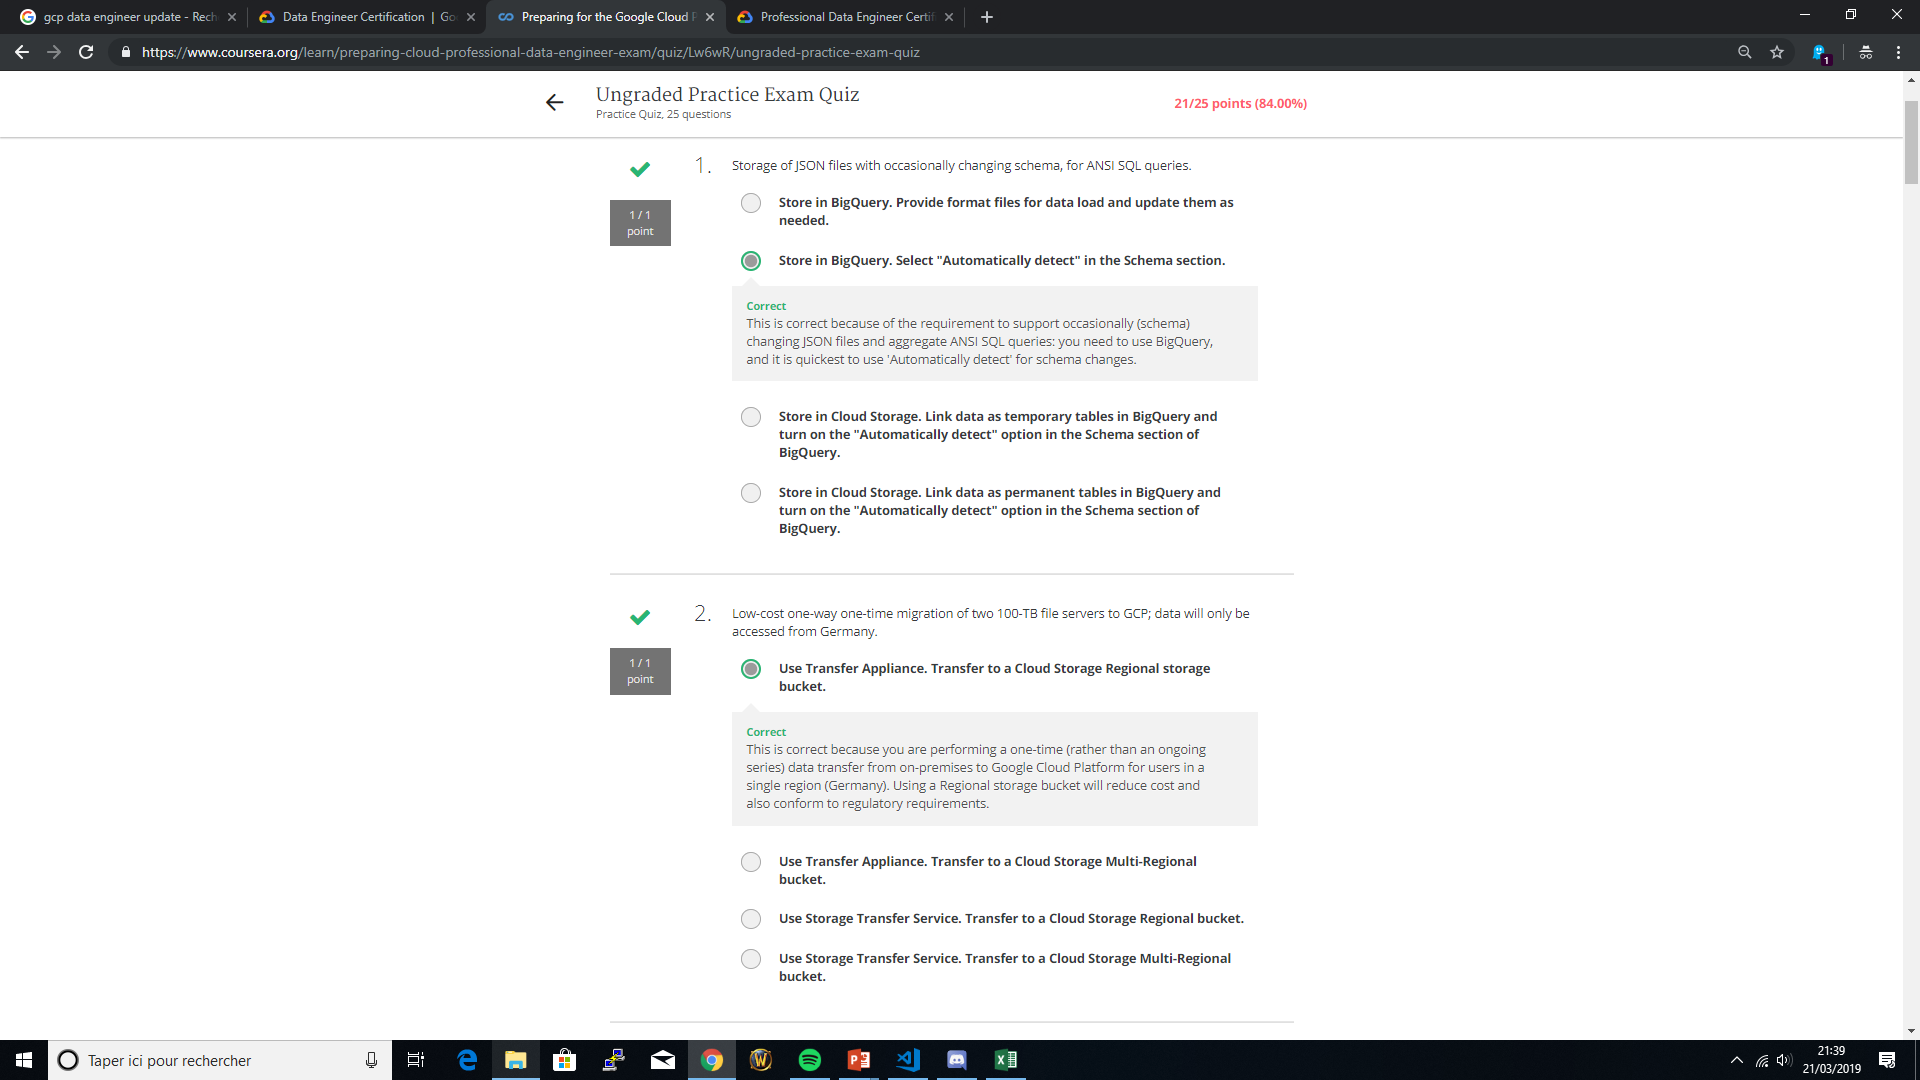 gcp data engineer update - Rech
Data Engineer Certification | Go
Preparing for the Google Cloud P
Professional Data Engineer Certif
https://www.coursera.org/learn/preparing-cloud-professional-data-engineer-exam/quiz/Lw6wR/ungraded-practice-exam-quiz
1
Ungraded Practice Exam Quiz
Practice Quiz, 25 questions
21/25 points (84.00%)
1 / 1
point
1. Storage of JSON files with occasionally changing schema, for ANSI SQL queries.
Store in BigQuery. Provide format files for data load and update them as
needed.
Store in BigQuery. Select "Automatically detect" in the Schema section.
Correct
This is correct because of the requirement to support occasionally (schema)
changing JSON files and aggregate ANSI SQL queries: you need to use BigQuery,
and it is quickest to use 'Automatically detect' for schema changes.
Store in Cloud Storage. Link data as temporary tables in BigQuery and
turn on the "Automatically detect" option in the Schema section of
BigQuery.
Store in Cloud Storage. Link data as permanent tables in BigQuery and
turn on the "Automatically detect" option in the Schema section of
BigQuery.
1 / 1
point
2. Low-cost one-way one-time migration of two 100-TB file servers to GCP; data will only be
accessed from Germany.
Use Transfer Appliance. Transfer to a Cloud Storage Regional storage
bucket.
Correct
This is correct because you are performing a one-time (rather than an ongoing
series) data transfer from on-premises to Google Cloud Platform for users in a
single region (Germany). Using a Regional storage bucket will reduce cost and
also conform to regulatory requirements.
Use Transfer Appliance. Transfer to a Cloud Storage Multi-Regional
bucket.
Use Storage Transfer Service. Transfer to a Cloud Storage Regional bucket.
Use Storage Transfer Service. Transfer to a Cloud Storage Multi-Regional
bucket.
Taper ici pour rechercher
21:39
21/03/2019